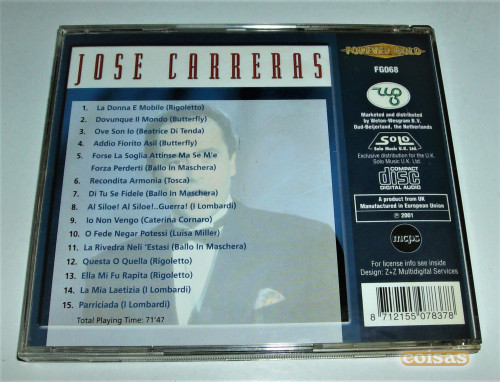 JOSE CARRERAS
1. La Donna E Mobile (Rigoletto)
2. Dovunque Il Mondo (Butterfly)
3. Ove Son Io (Beatrice Di Tenda)
4. Addio Fiorito Asil (Butterfly)
5. Forse La Soglia Attinse Ma Se M'e
Forza Perderti (Ballo In Maschera)
6. Recondita Armonia (Tosca)
7. Di Tu Se Fidele (Ballo In Maschera)
8. Al Siloe! Al Siloe!..Guerra! (I Lombardi)
9. Io Non Vengo (Caterina Cornaro)
10. O Fede Negar Potessi (Luisa Miller)
11. La Rivedra Neli 'Estasi (Ballo In Maschera)
12. Questa O Quella (Rigoletto)
13. Ella Mi Fu Rapita (Rigoletto)
14. La Mia Laetizia (I Lombardi)
15. Parriciada (I Lombardi)
Total Playing Time: 71'47
FOREVER GOLD
FG068
WG
Marketed and distributed
by Weton-Wesgram B.V.
Oud-Beijerland, the Netherlands
SOLO
Solo Music U.K. Ltd.
Exclusive distribution for the U.K.
Solo Music U.K. Ltd
COMPACT
disc
DIGITAL AUDIO
A product from UK
Manufactured in European Union
℗ 2001
mcps
For license info see inside
Design: Z+Z Multidigital Services
8 712155 078378
coisas